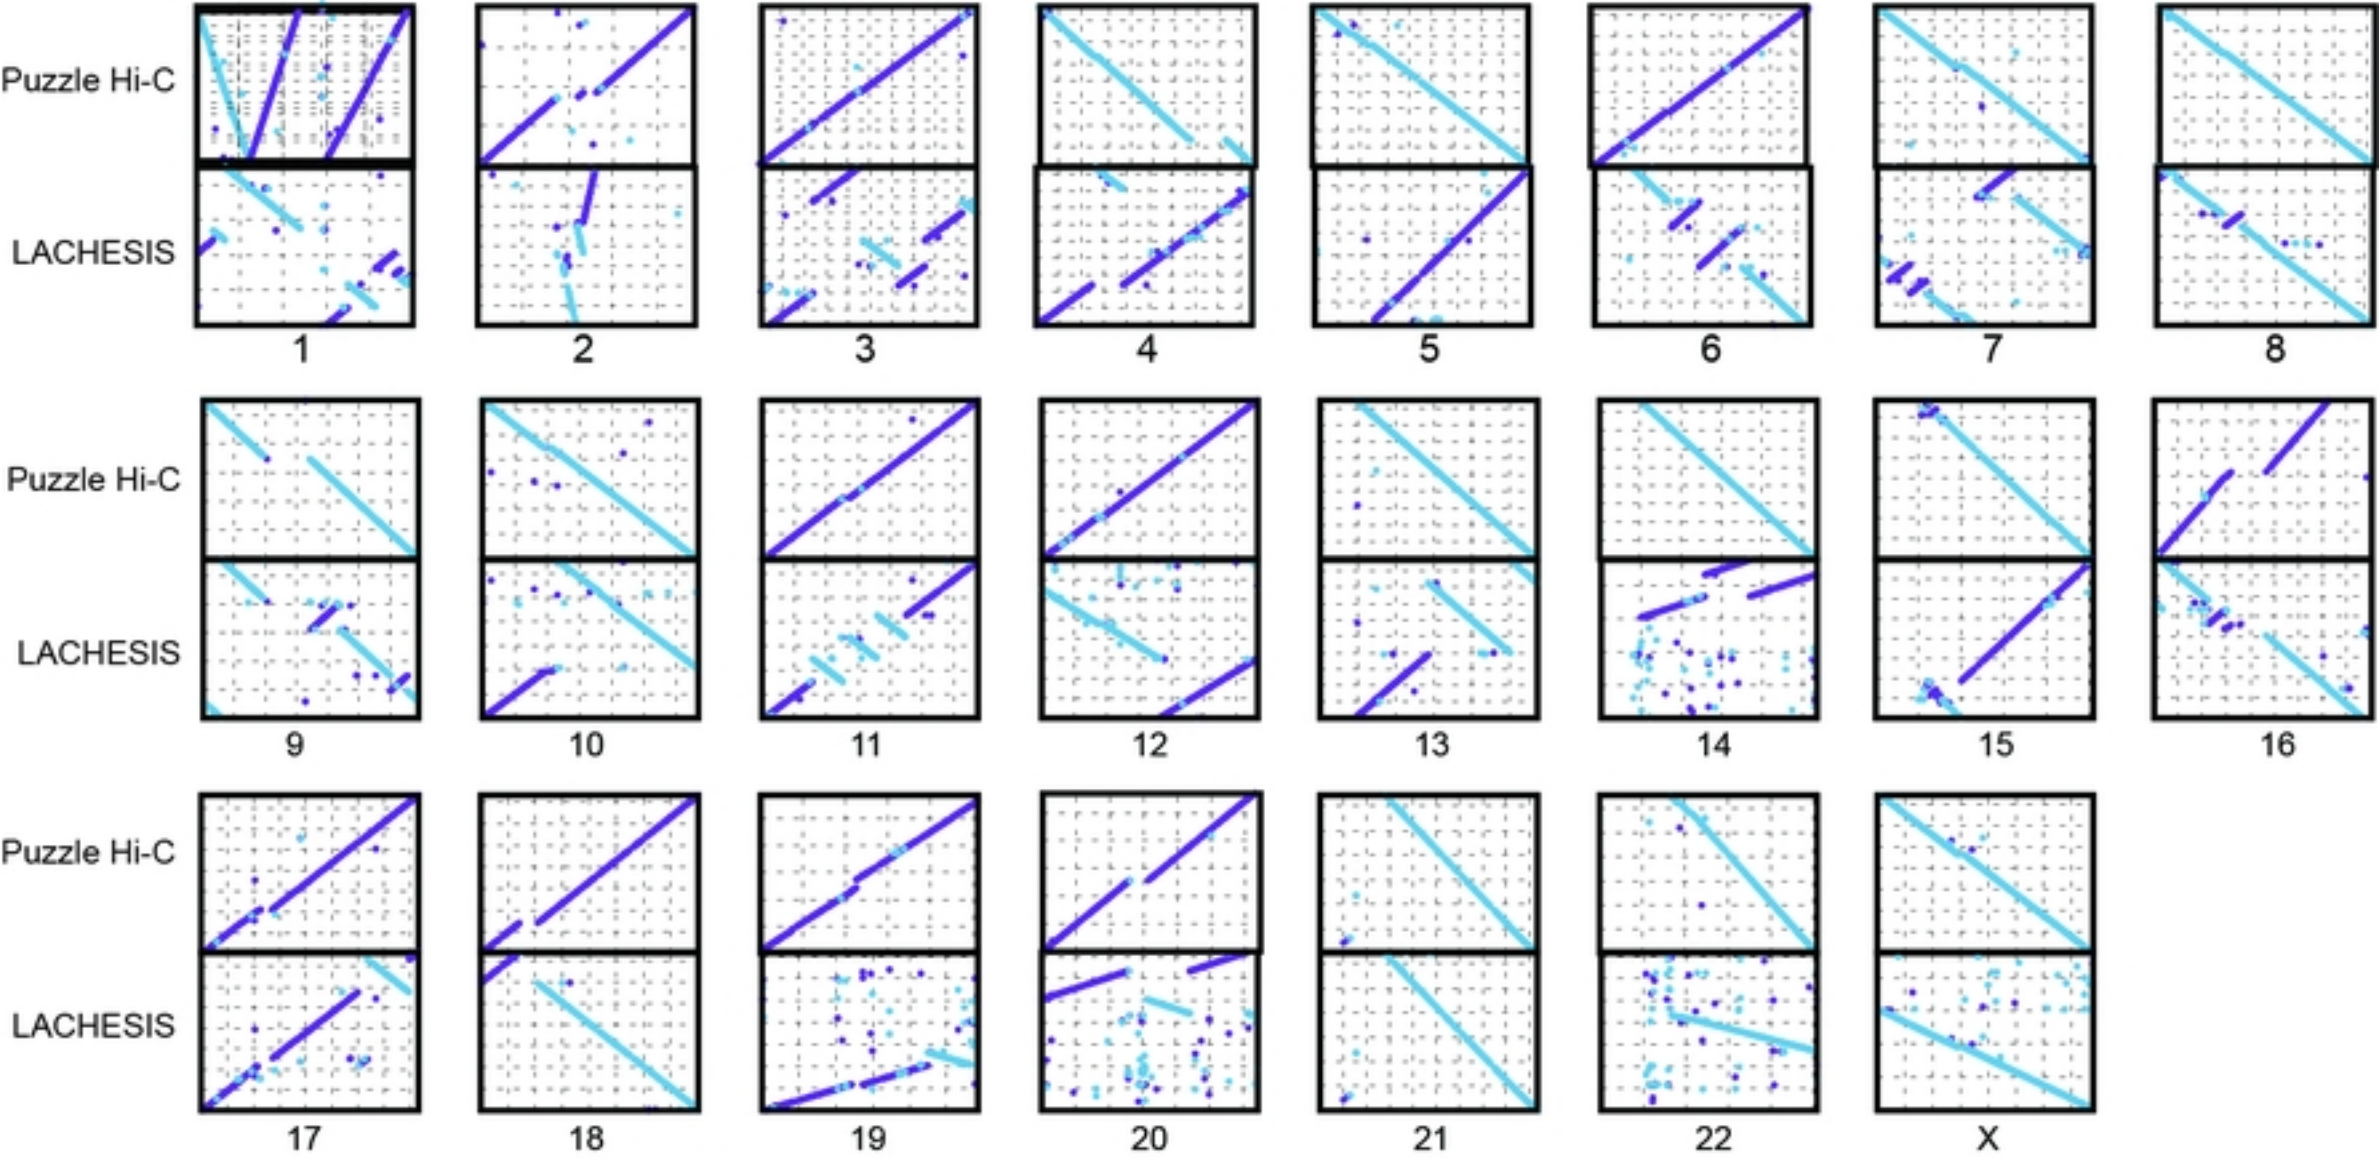 Puzzle Hi-C
LACHESIS
1 2 3 4 5 6 7 8
Puzzle Hi-C
LACHESIS
9 10 11 12 13 14 15 16
Puzzle Hi-C
LACHESIS
17 18 19 20 21 22 X